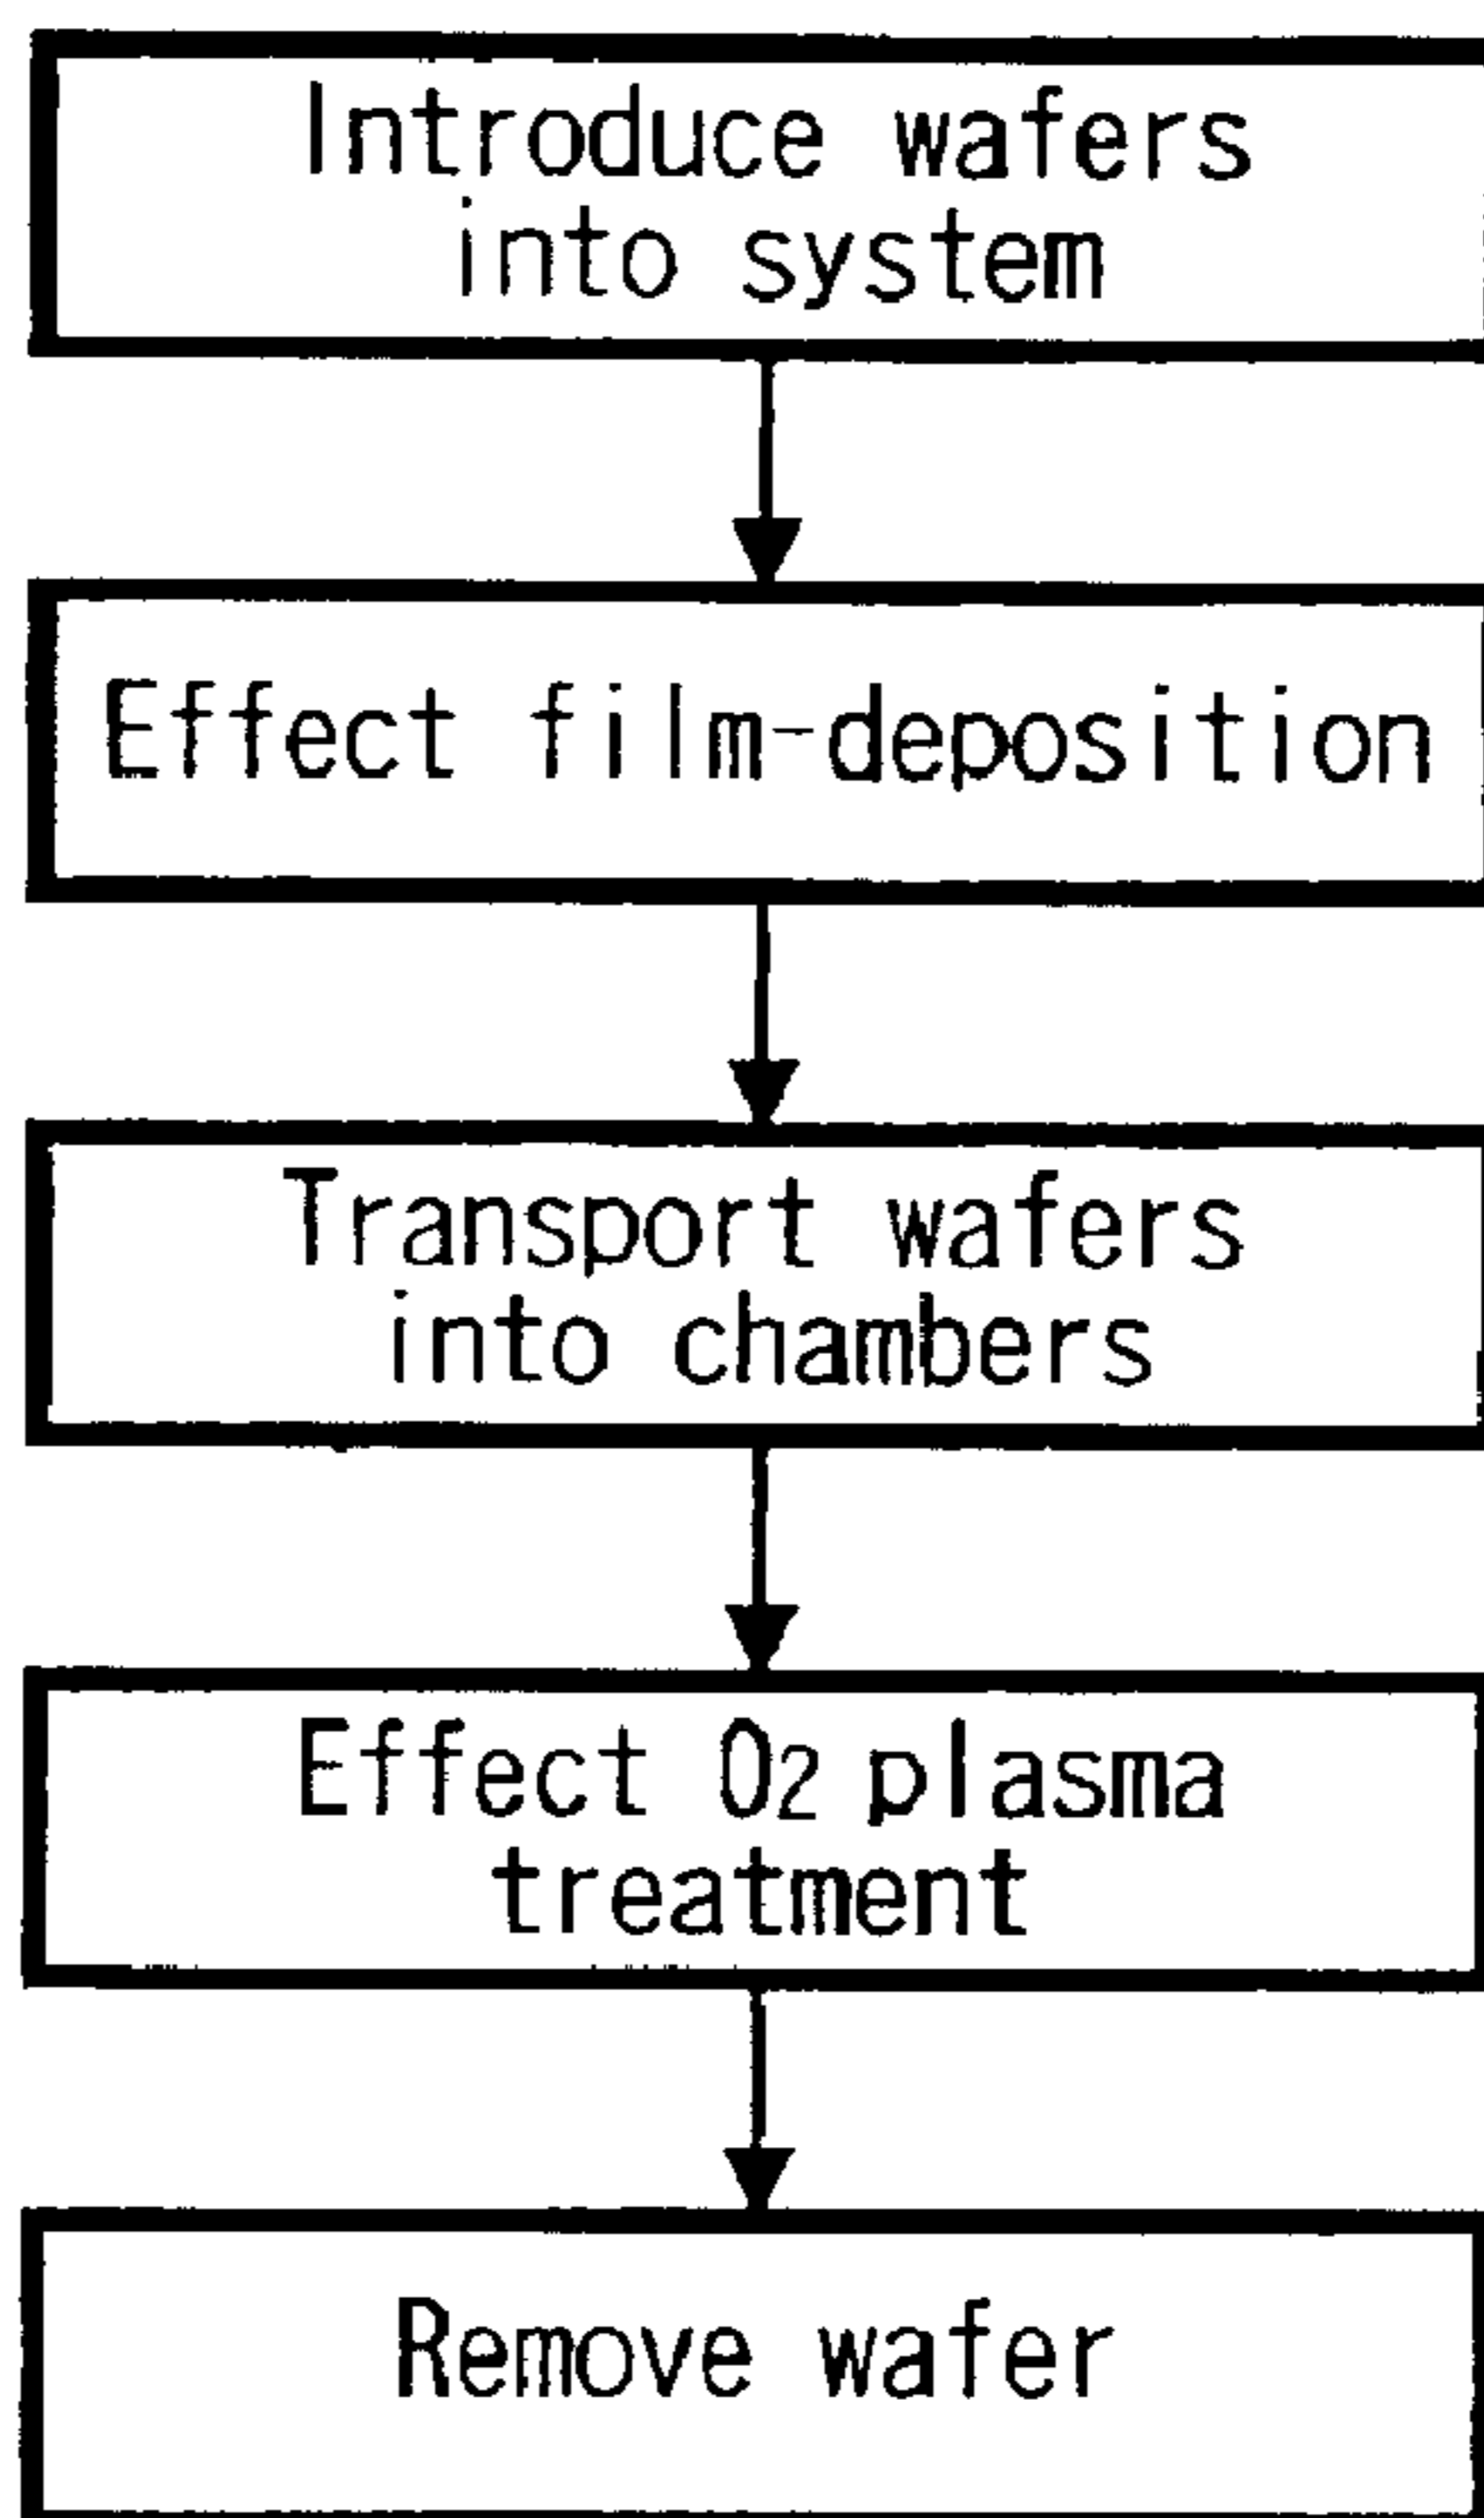 Introduce wafers
into system
Effect film-deposition
Transport wafers
into chambers
Effect O₂ plasma
treatment
Remove wafer